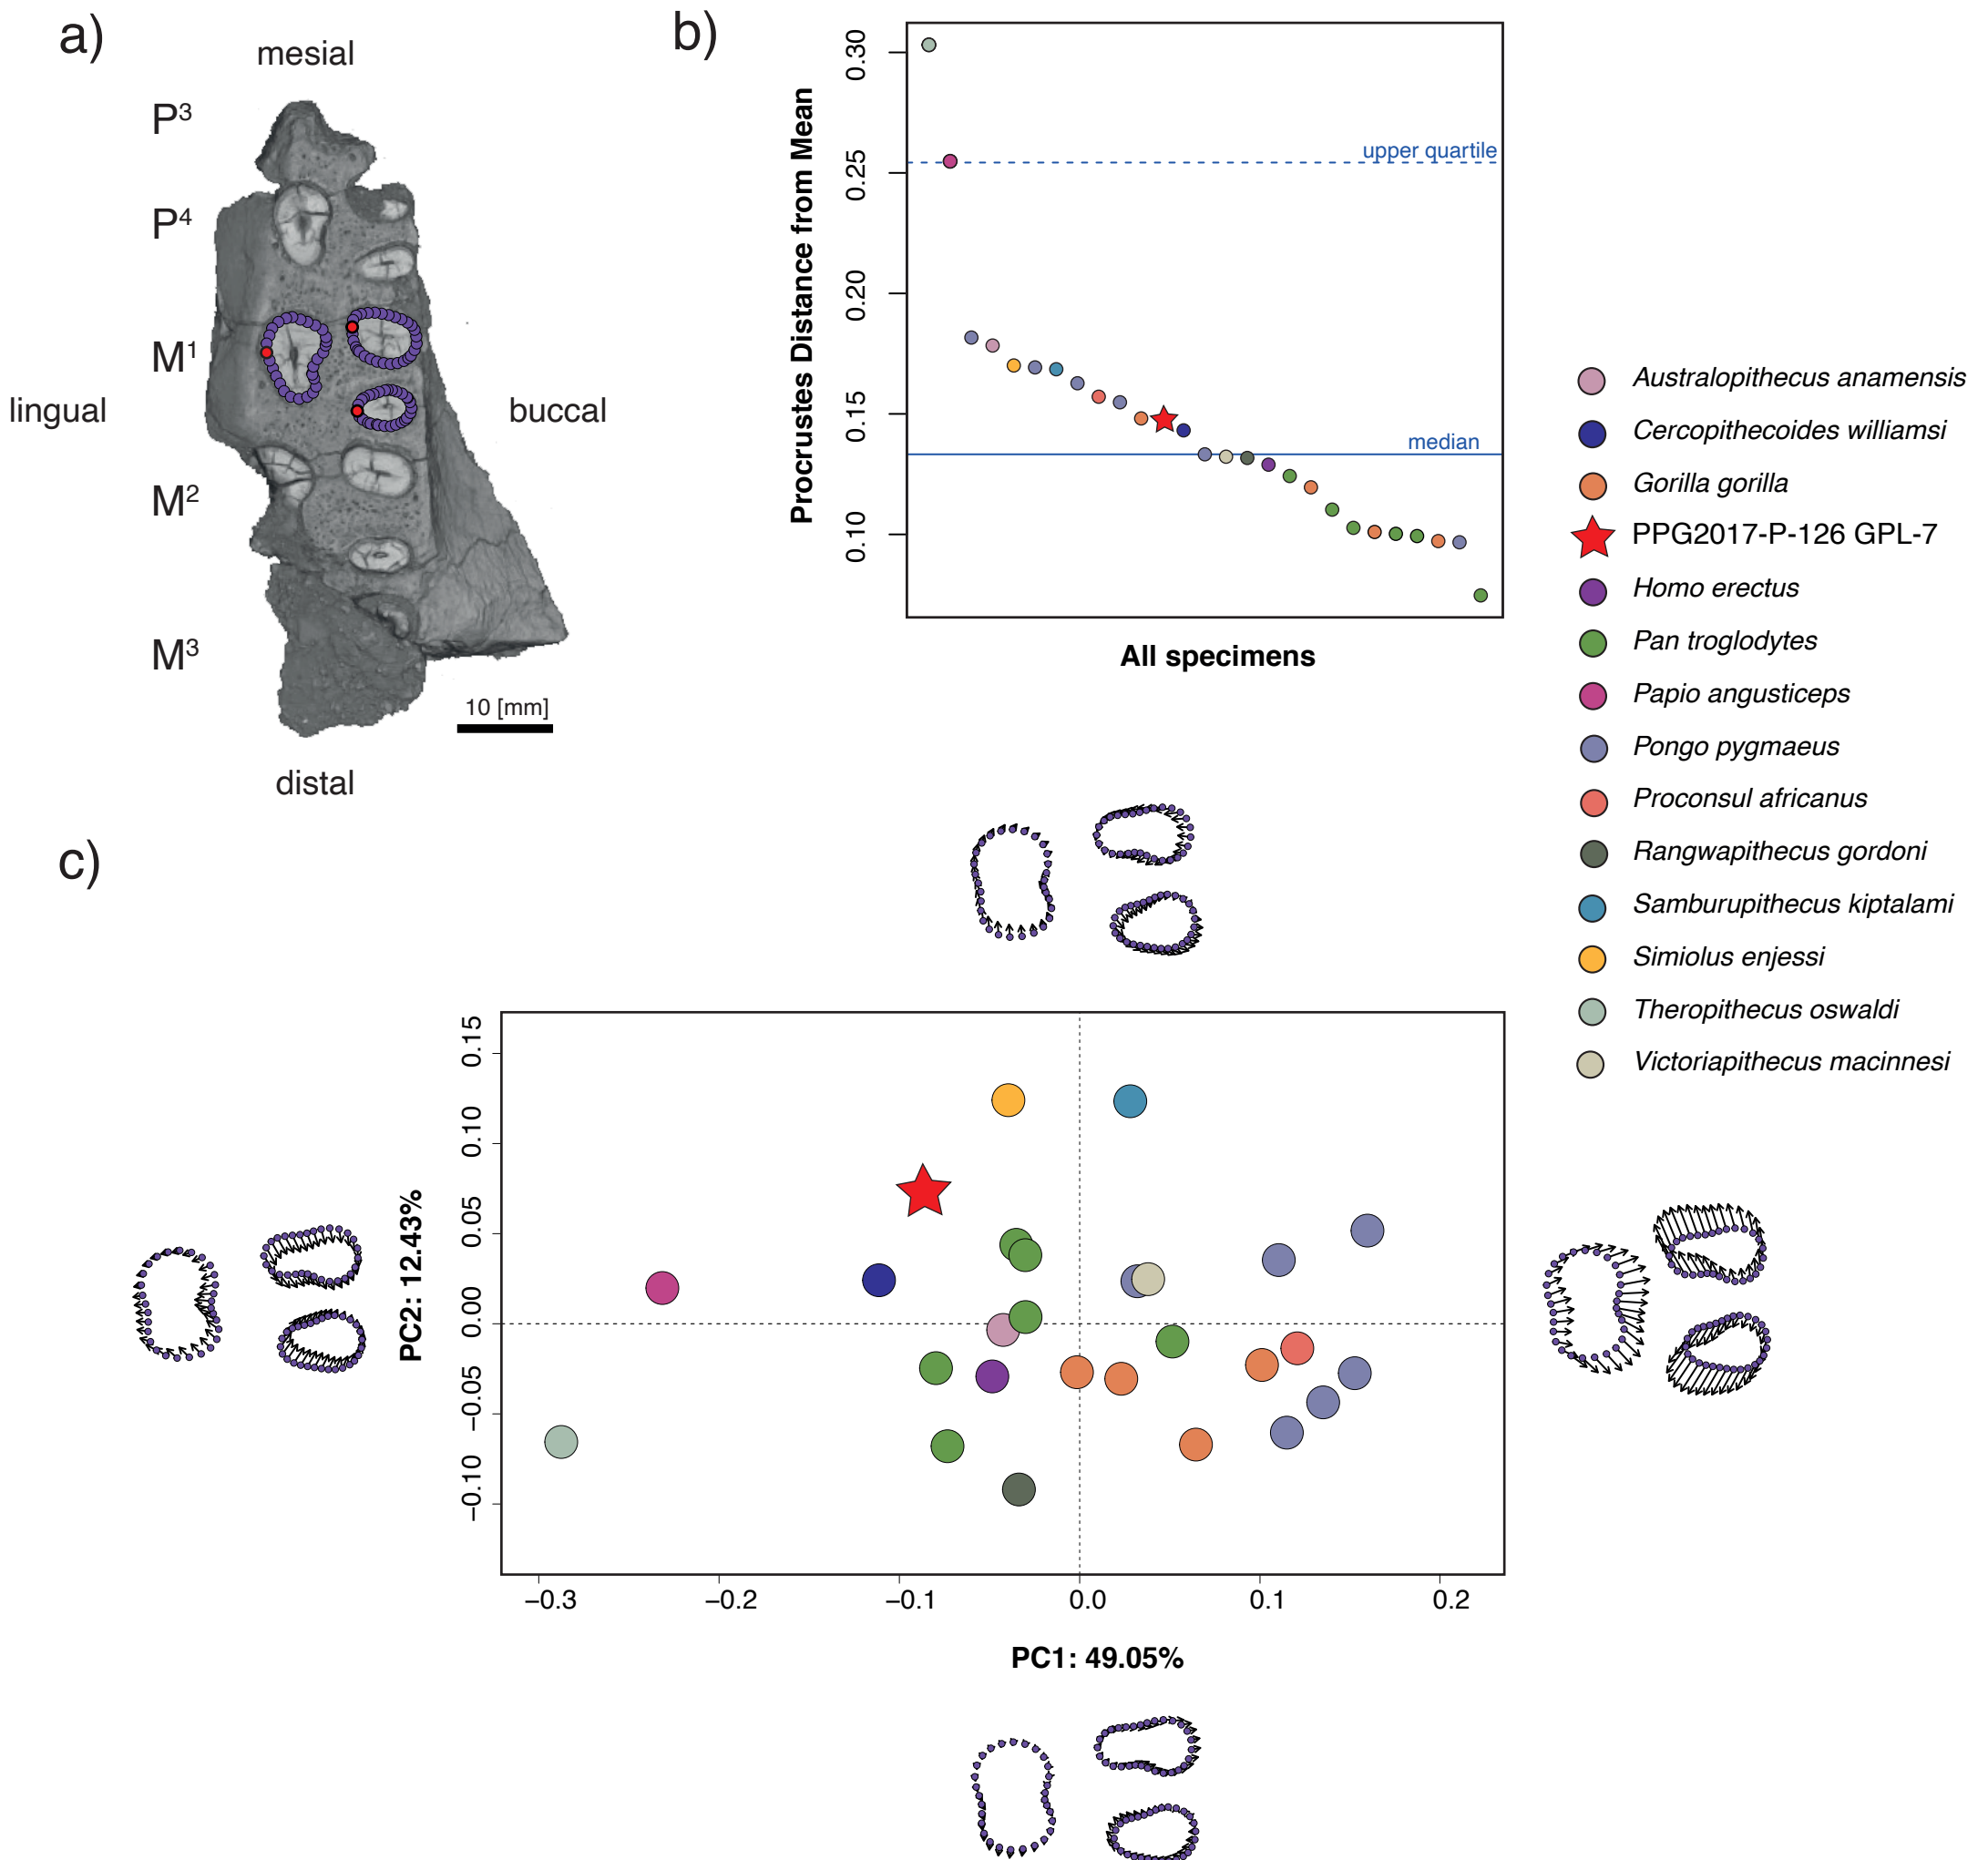 a)
mesial
P³
P⁴
M¹
lingual
buccal
M²
M³
10 [mm]
distal
b)
Procrustes Distance from Mean
0.30
0.25
0.20
0.15
0.10
upper quartile
median
All specimens
Australopithecus anamensis
Cercopithecoides williamsi
Gorilla gorilla
PPG2017-P-126 GPL-7
Homo erectus
Pan troglodytes
Papio angusticeps
Pongo pygmaeus
Proconsul africanus
Rangwapithecus gordoni
Samburupithecus kiptalami
Simiolus enjessi
Theropithecus oswaldi
Victoriapithecus macinnesi
c)
PC2: 12.43%
0.15
0.10
0.05
0.00
−0.05
−0.10
−0.3
−0.2
−0.1
0.0
0.1
0.2
PC1: 49.05%